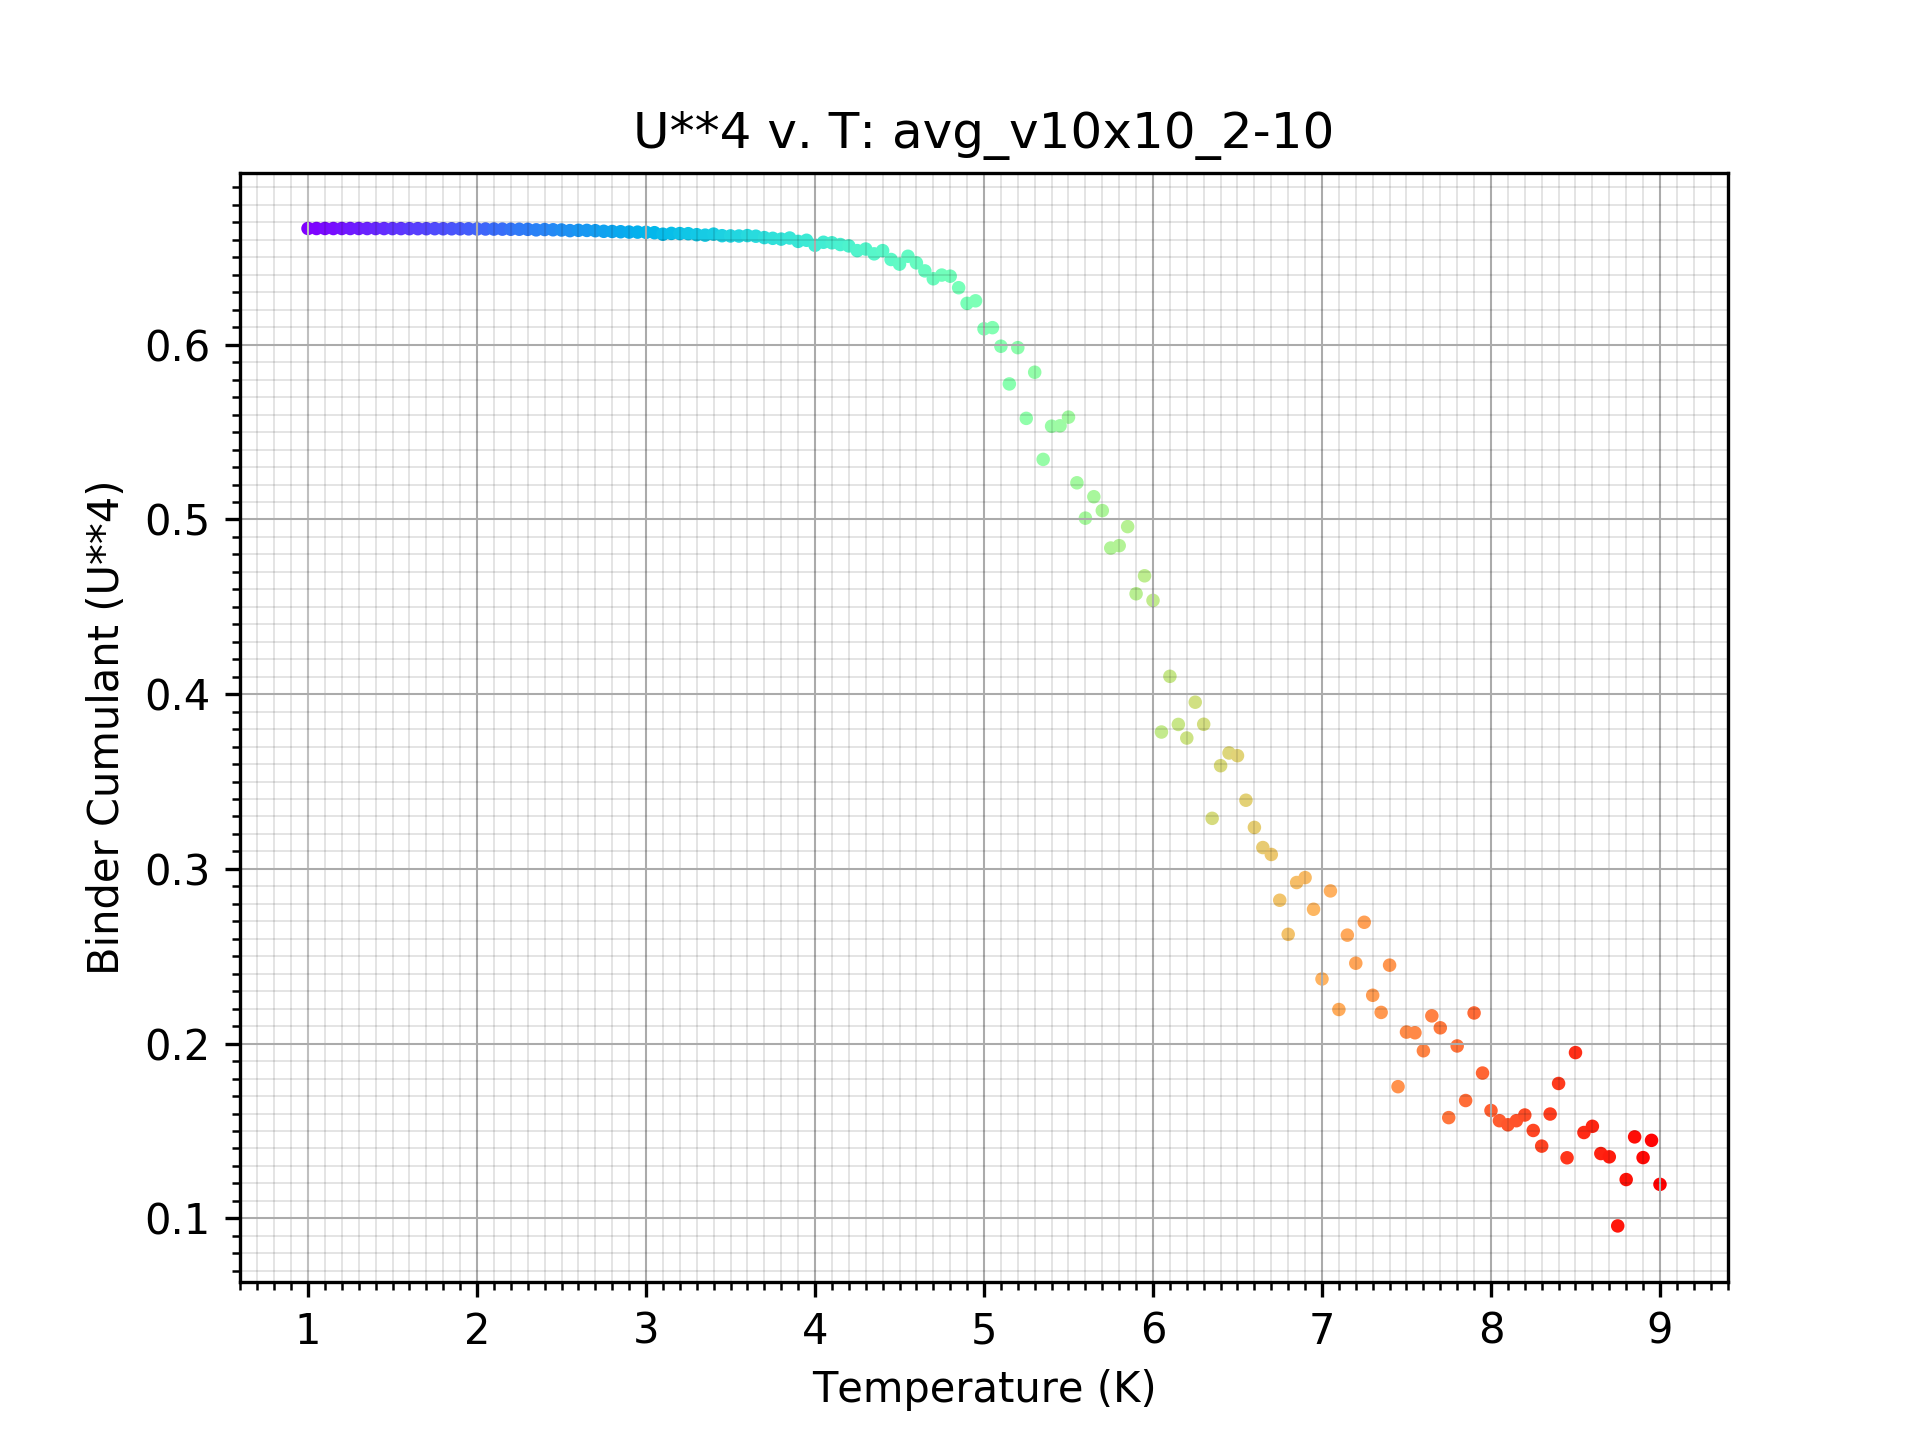 U**4 v. T: avg_v10x10_2-10
Binder Cumulant (U**4)
0.6
0.5
0.4
0.3
0.2
0.1
1 2 3 4 5 6 7 8 9
Temperature (K)